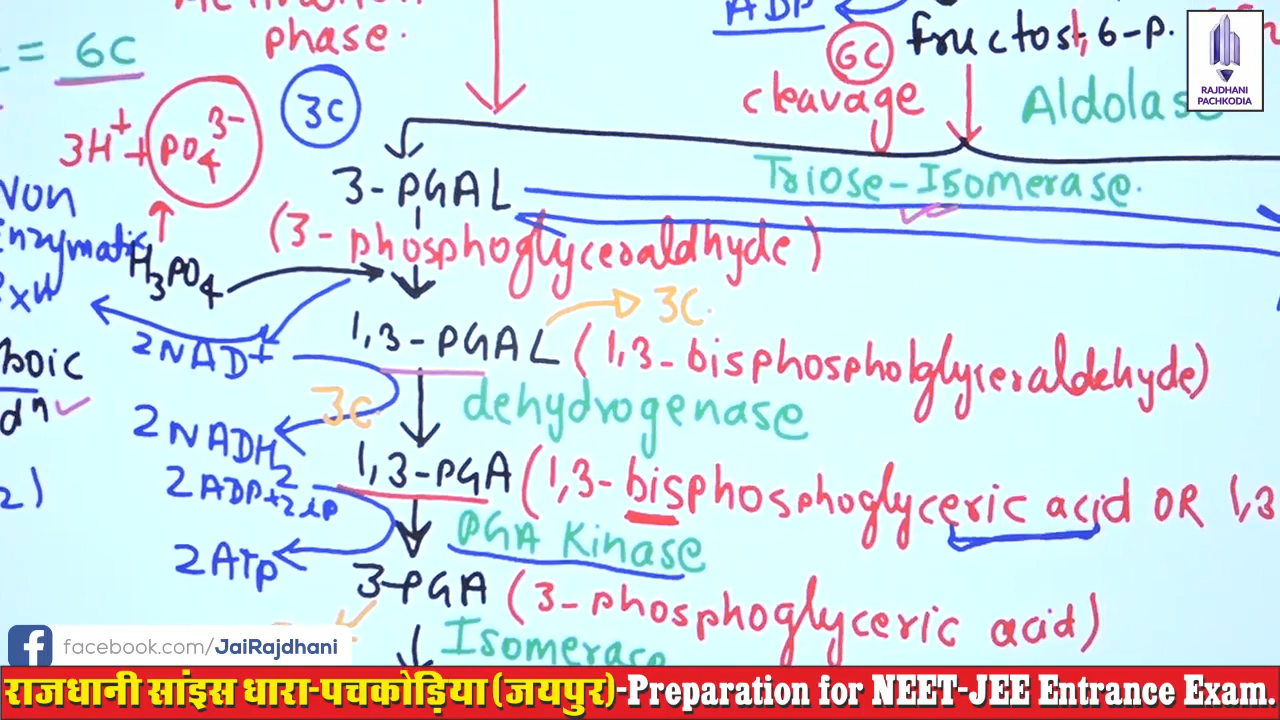 phase.
= 6C
3C
3H+ + PO4 3-
ADP
fructost, 6-p.
6C
cleavage
Aldolase
RAJDHANI
PACHKODIA
Triose-Isomerase.
3-PGAL
(3-phosphoglyceraldhyde)
Non
Enzymatic
H3PO4
3C.
1,3-PGAL (1,3-bisphospholglyceraldehyde)
2NAD+
3C
dehydrogenase
2NADH2
1,3-PGA (1,3-bisphosphoglyceric acid OR 1,3
2ADP+2ip
PGA Kinase
2ATP
3-PGA (3-phosphoglyceric acid)
Isomerase
facebook.com/JaiRajdhani
राजधानी सांइस धारा-पचकोड़िया (जयपुर)-Preparation for NEET-JEE Entrance Exam.